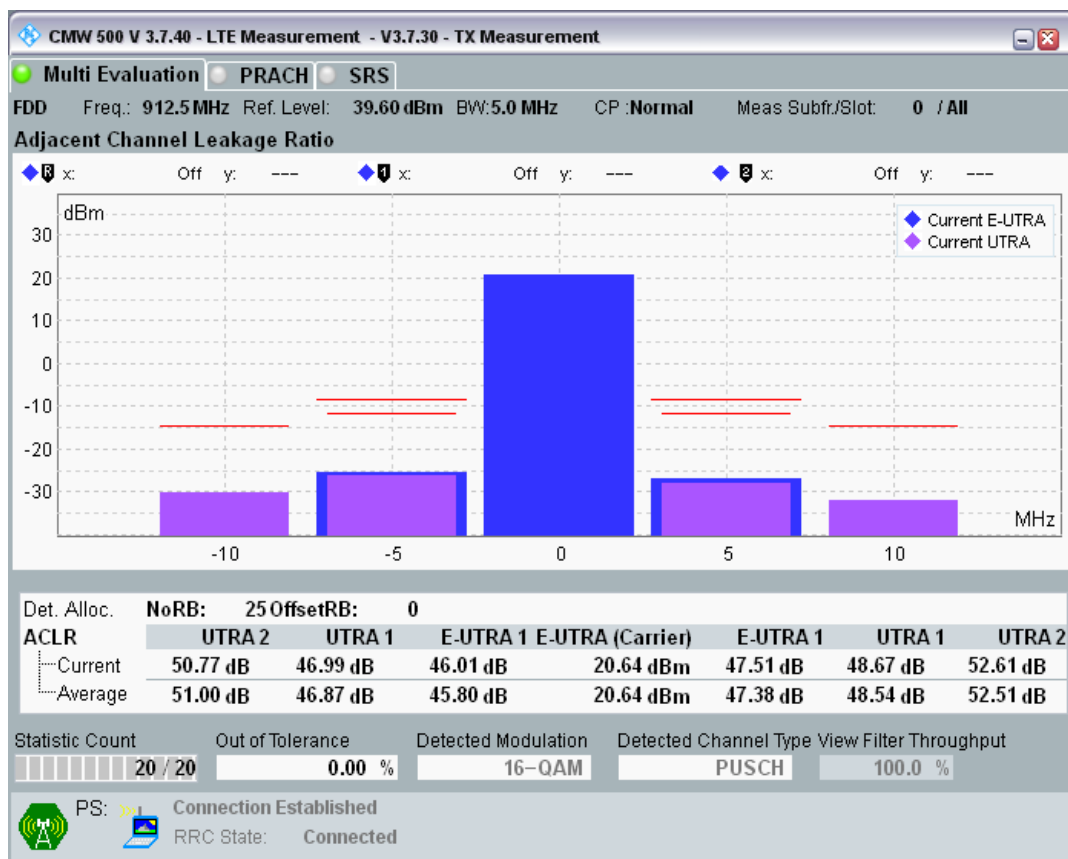 CMW 500 V 3.7.40 - LTE Measurement - V3.7.30 - TX Measurement
Multi Evaluation PRACH SRS
FDD Freq.: 912.5 MHz Ref. Level: 39.60 dBm BW:5.0 MHz CP :Normal Meas Subfr./Slot: 0 / All
Adjacent Channel Leakage Ratio
R x: Off y: --- 1 x: Off y: --- 2 x: Off y: ---
dBm
Current E-UTRA
Current UTRA
30
20
10
0
-10
-20
-30
MHz
-10 -5 0 5 10
Det. Alloc. NoRB: 25 OffsetRB: 0
ACLR UTRA 2 UTRA 1 E-UTRA 1 E-UTRA (Carrier) E-UTRA 1 UTRA 1 UTRA 2
Current 50.77 dB 46.99 dB 46.01 dB 20.64 dBm 47.51 dB 48.67 dB 52.61 dB
Average 51.00 dB 46.87 dB 45.80 dB 20.64 dBm 47.38 dB 48.54 dB 52.51 dB
Statistic Count Out of Tolerance Detected Modulation Detected Channel Type View Filter Throughput
20 / 20 0.00 % 16-QAM PUSCH 100.0 %
PS: Connection Established
RRC State: Connected